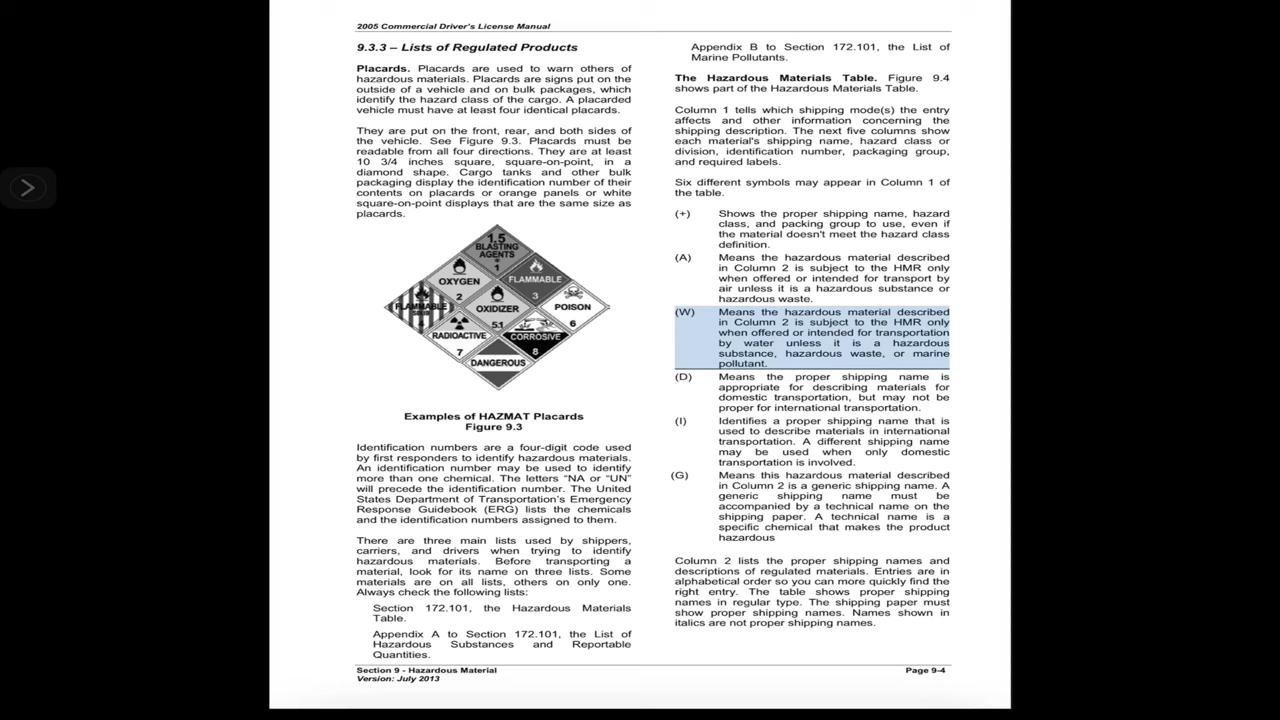 2005 Commercial Driver's License Manual
9.3.3 – Lists of Regulated Products
Placards. Placards are used to warn others of
hazardous materials. Placards are signs put on the
outside of a vehicle and on bulk packages, which
identify the hazard class of the cargo. A placarded
vehicle must have at least four identical placards.
They are put on the front, rear, and both sides of
the vehicle. See Figure 9.3. Placards must be
readable from all four directions. They are at least
10 3/4 inches square, square-on-point, in a
diamond shape. Cargo tanks and other bulk
packaging display the identification number of their
contents on placards or orange panels or white
square-on-point displays that are the same size as
placards.
1.5
BLASTING
AGENTS
*
1
OXYGEN
2
FLAMMABLE
3
FLAMMABLE
SOLID
OXIDIZER
5.1
POISON
6
RADIOACTIVE
7
CORROSIVE
8
DANGEROUS
Examples of HAZMAT Placards
Figure 9.3
Identification numbers are a four-digit code used
by first responders to identify hazardous materials.
An identification number may be used to identify
more than one chemical. The letters “NA or “UN”
will precede the identification number. The United
States Department of Transportation’s Emergency
Response Guidebook (ERG) lists the chemicals
and the identification numbers assigned to them.
There are three main lists used by shippers,
carriers, and drivers when trying to identify
hazardous materials. Before transporting a
material, look for its name on three lists. Some
materials are on all lists, others on only one.
Always check the following lists:
Section 172.101, the Hazardous Materials
Table.
Appendix A to Section 172.101, the List of
Hazardous Substances and Reportable
Quantities.
Appendix B to Section 172.101, the List of
Marine Pollutants.
The Hazardous Materials Table. Figure 9.4
shows part of the Hazardous Materials Table.
Column 1 tells which shipping mode(s) the entry
affects and other information concerning the
shipping description. The next five columns show
each material's shipping name, hazard class or
division, identification number, packaging group,
and required labels.
Six different symbols may appear in Column 1 of
the table.
(+) Shows the proper shipping name, hazard
class, and packing group to use, even if
the material doesn't meet the hazard class
definition.
(A) Means the hazardous material described
in Column 2 is subject to the HMR only
when offered or intended for transport by
air unless it is a hazardous substance or
hazardous waste.
(W) Means the hazardous material described
in Column 2 is subject to the HMR only
when offered or intended for transportation
by water unless it is a hazardous
substance, hazardous waste, or marine
pollutant.
(D) Means the proper shipping name is
appropriate for describing materials for
domestic transportation, but may not be
proper for international transportation.
(I) Identifies a proper shipping name that is
used to describe materials in international
transportation. A different shipping name
may be used when only domestic
transportation is involved.
(G) Means this hazardous material described
in Column 2 is a generic shipping name. A
generic shipping name must be
accompanied by a technical name on the
shipping paper. A technical name is a
specific chemical that makes the product
hazardous
Column 2 lists the proper shipping names and
descriptions of regulated materials. Entries are in
alphabetical order so you can more quickly find the
right entry. The table shows proper shipping
names in regular type. The shipping paper must
show proper shipping names. Names shown in
italics are not proper shipping names.
Section 9 - Hazardous Material
Page 9-4
Version: July 2013